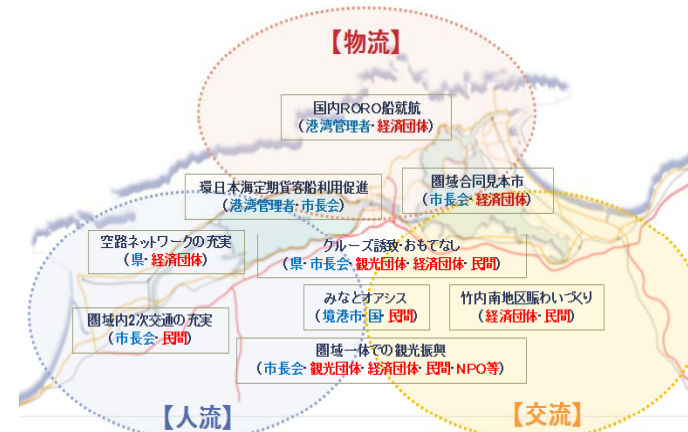 【物流】
国内RORO船就航
（港湾管理者・経済団体）
環日本海定期貨客船利用促進
（港湾管理者・市長会）
圏域合同見本市
（市長会・経済団体）
空路ネットワークの充実
（県・経済団体）
クルーズ誘致・おもてなし
（県・市長会・観光団体・経済団体・民間）
みなとオアシス
（境港市・国・民間）
竹内南地区賑わいづくり
（経済団体・民間）
圏域内2次交通の充実
（市長会・民間）
圏域一体での観光振興
（市長会・観光団体・経済団体・民間・NPO等）
【人流】
【交流】